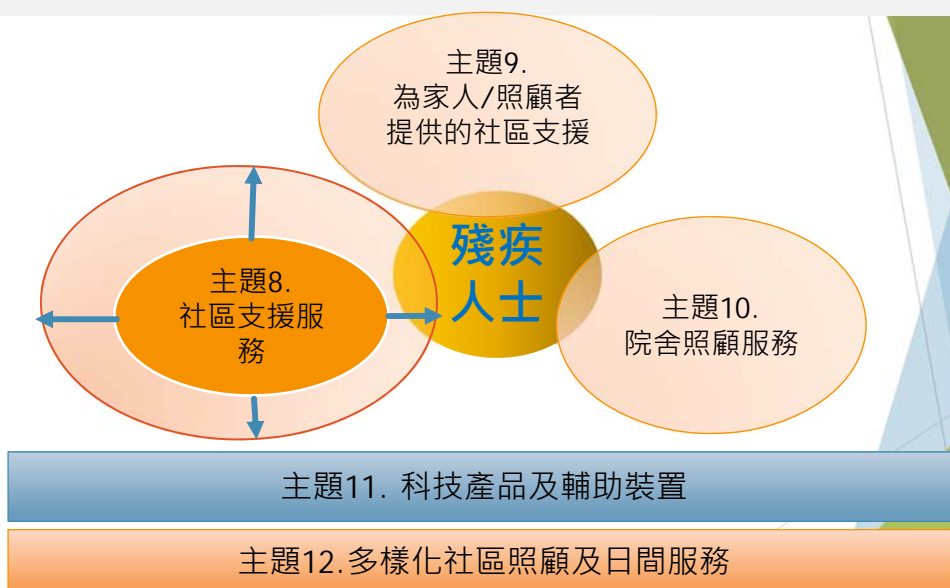 主題9.
為家人/照顧者
提供的社區支援
殘疾
人士
主題8.
社區支援服
務
主題10.
院舍照顧服務
主題11. 科技產品及輔助裝置
主題12.多樣化社區照顧及日間服務